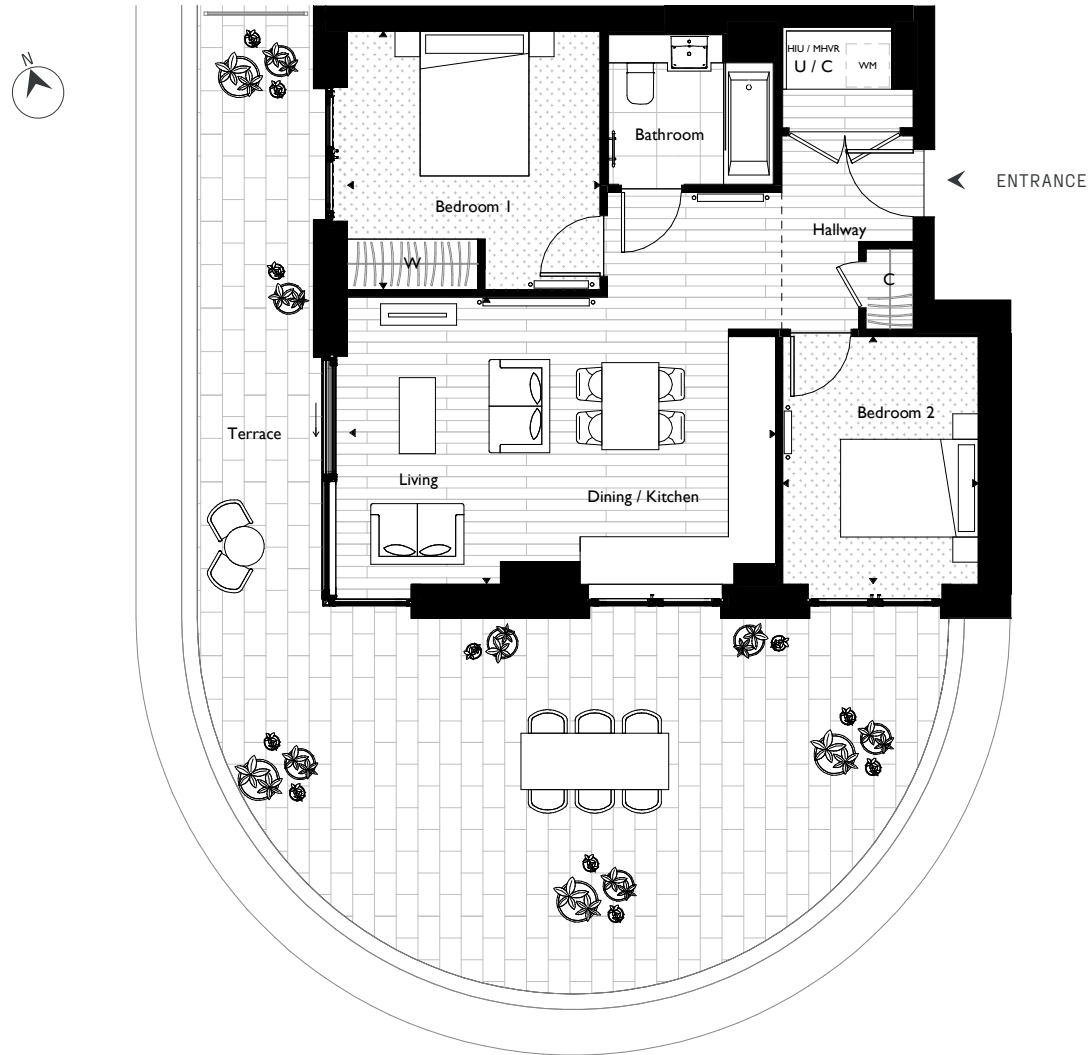 N
HIU / MHVR
U / C
WM
Bathroom
ENTRANCE
Bedroom 1
Hallway
W
C
Bedroom 2
Terrace
Living
Dining / Kitchen